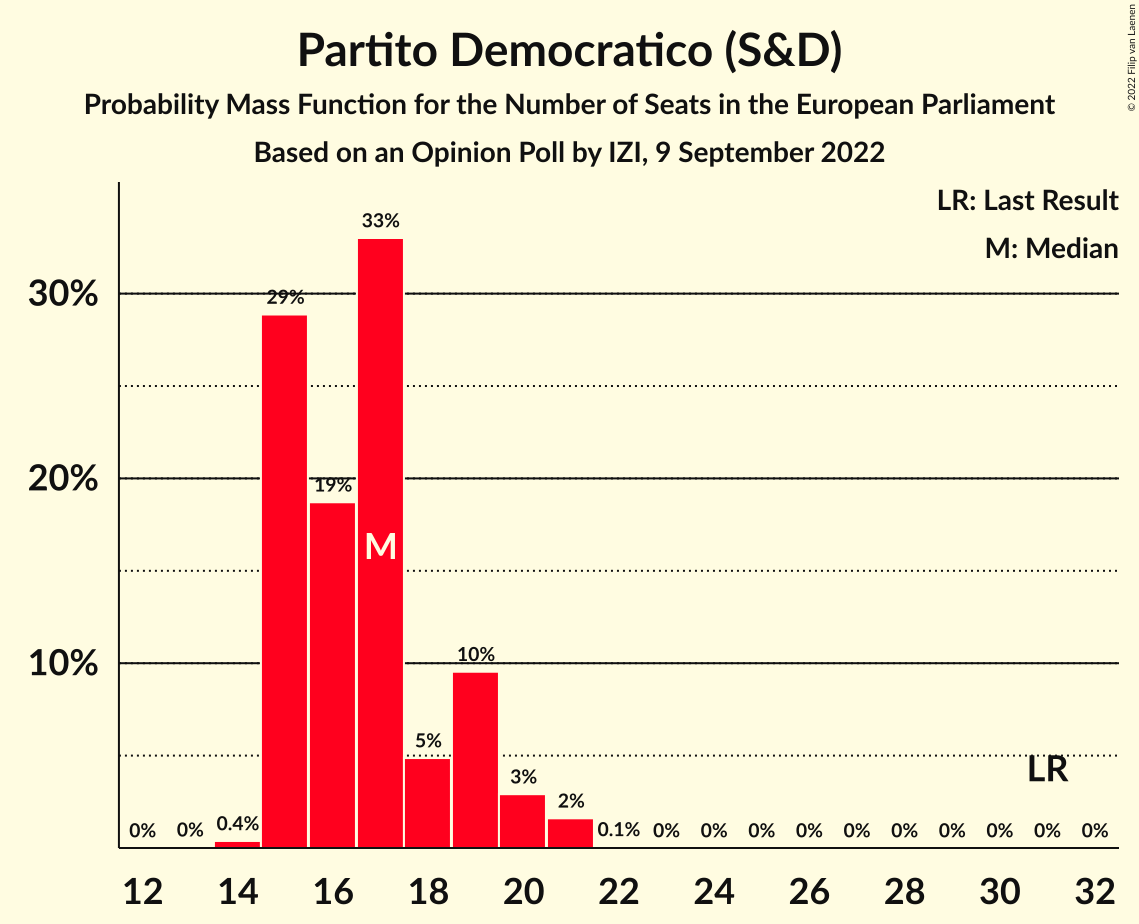 Partito Democratico (S&D)
Probability Mass Function for the Number of Seats in the European Parliament
Based on an Opinion Poll by IZI, 9 September 2022
© 2022 Filip van Laenen
LR: Last Result
M: Median
33%
30%
29%
20%
19%
M
10%
10%
5%
3%
2%
LR
0% 0% 0.4% 0.1% 0% 0% 0% 0% 0% 0% 0% 0% 0% 0%
12 14 16 18 20 22 24 26 28 30 32